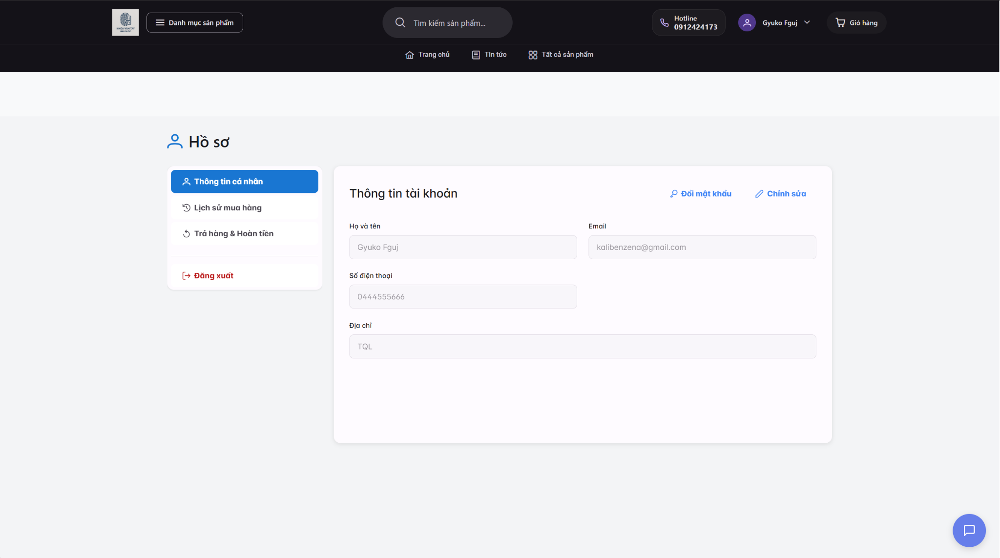 KHÓA VÂN TAY
HÀN QUỐC
Danh mục sản phẩm
Tìm kiếm sản phẩm...
Hotline
0912424173
Gyuko Fguj
Giỏ hàng
Trang chủ
Tin tức
Tất cả sản phẩm
Hồ sơ
Thông tin cá nhân
Lịch sử mua hàng
Trả hàng & Hoàn tiền
Đăng xuất
Thông tin tài khoản
Đổi mật khẩu
Chỉnh sửa
Họ và tên
Email
Gyuko Fguj
kalibenzena@gmail.com
Số điện thoại
0444555666
Địa chỉ
TQL